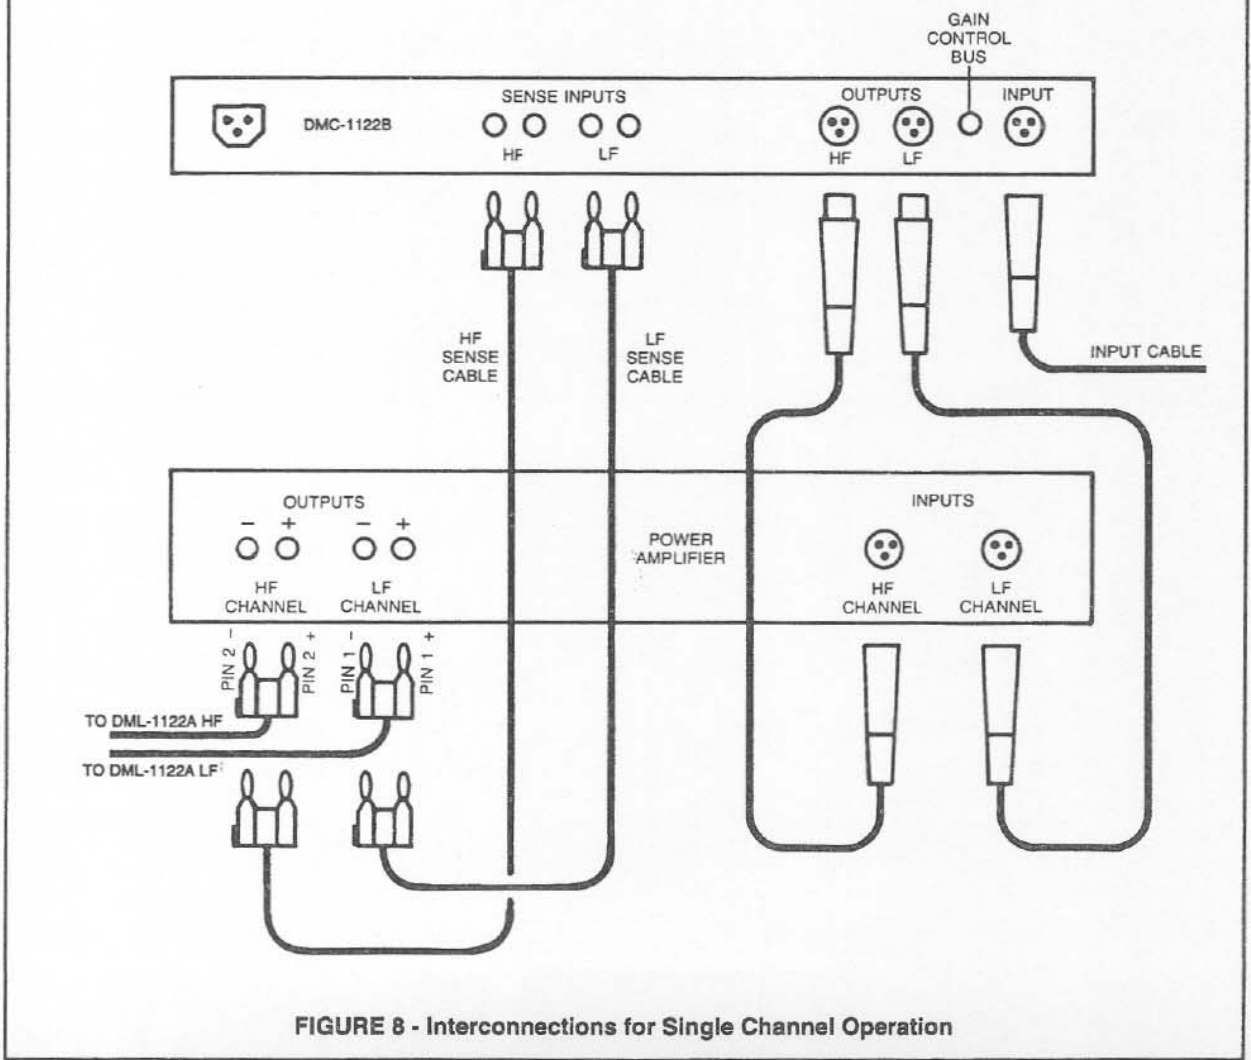 GAIN
CONTROL
BUS
SENSE INPUTS
OUTPUTS
INPUT
DMC-1122B
HF
LF
HF
LF
HF
SENSE
CABLE
LF
SENSE
CABLE
INPUT CABLE
OUTPUTS
INPUTS
- +
- +
POWER
AMPLIFIER
HF
CHANNEL
LF
CHANNEL
HF
CHANNEL
LF
CHANNEL
PIN 2 -
PIN 2 +
PIN 1 -
PIN 1 +
TO DML-1122A HF
TO DML-1122A LF
FIGURE 8 - Interconnections for Single Channel Operation